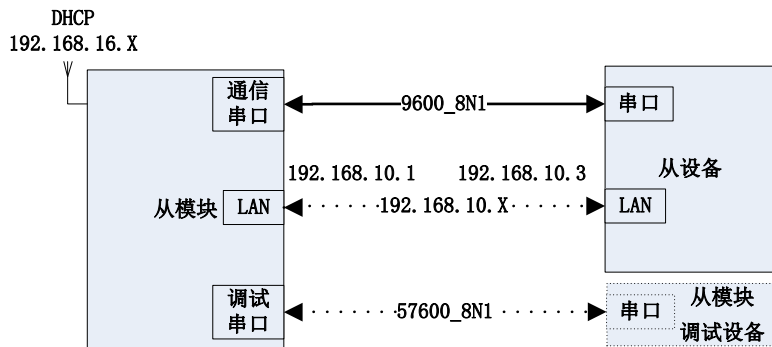 DHCP
192.168.16.X
通信
串口
9600_8N1
串口
192.168.10.1
192.168.10.3
从设备
从模块
LAN
192.168.10.X
LAN
调试
串口
57600_8N1
串口
从模块
调试设备